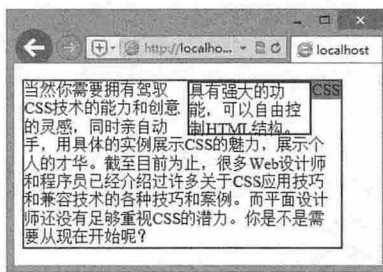 http://localho...
localhost
当然你需要拥有驾驭
CSS技术的能力和创意
的灵感，同时亲自动
具有强大的功
能，可以自由控
制HTML结构。
CSS
手，用具体的实例展示CSS的魅力，展示个
人的才华。截至目前为止，很多Web设计师
和程序员已经介绍过许多关于CSS应用技巧
和兼容技术的各种技巧和案例。而平面设计
师还没有足够重视CSS的潜力。你是不是需
要从现在开始呢？